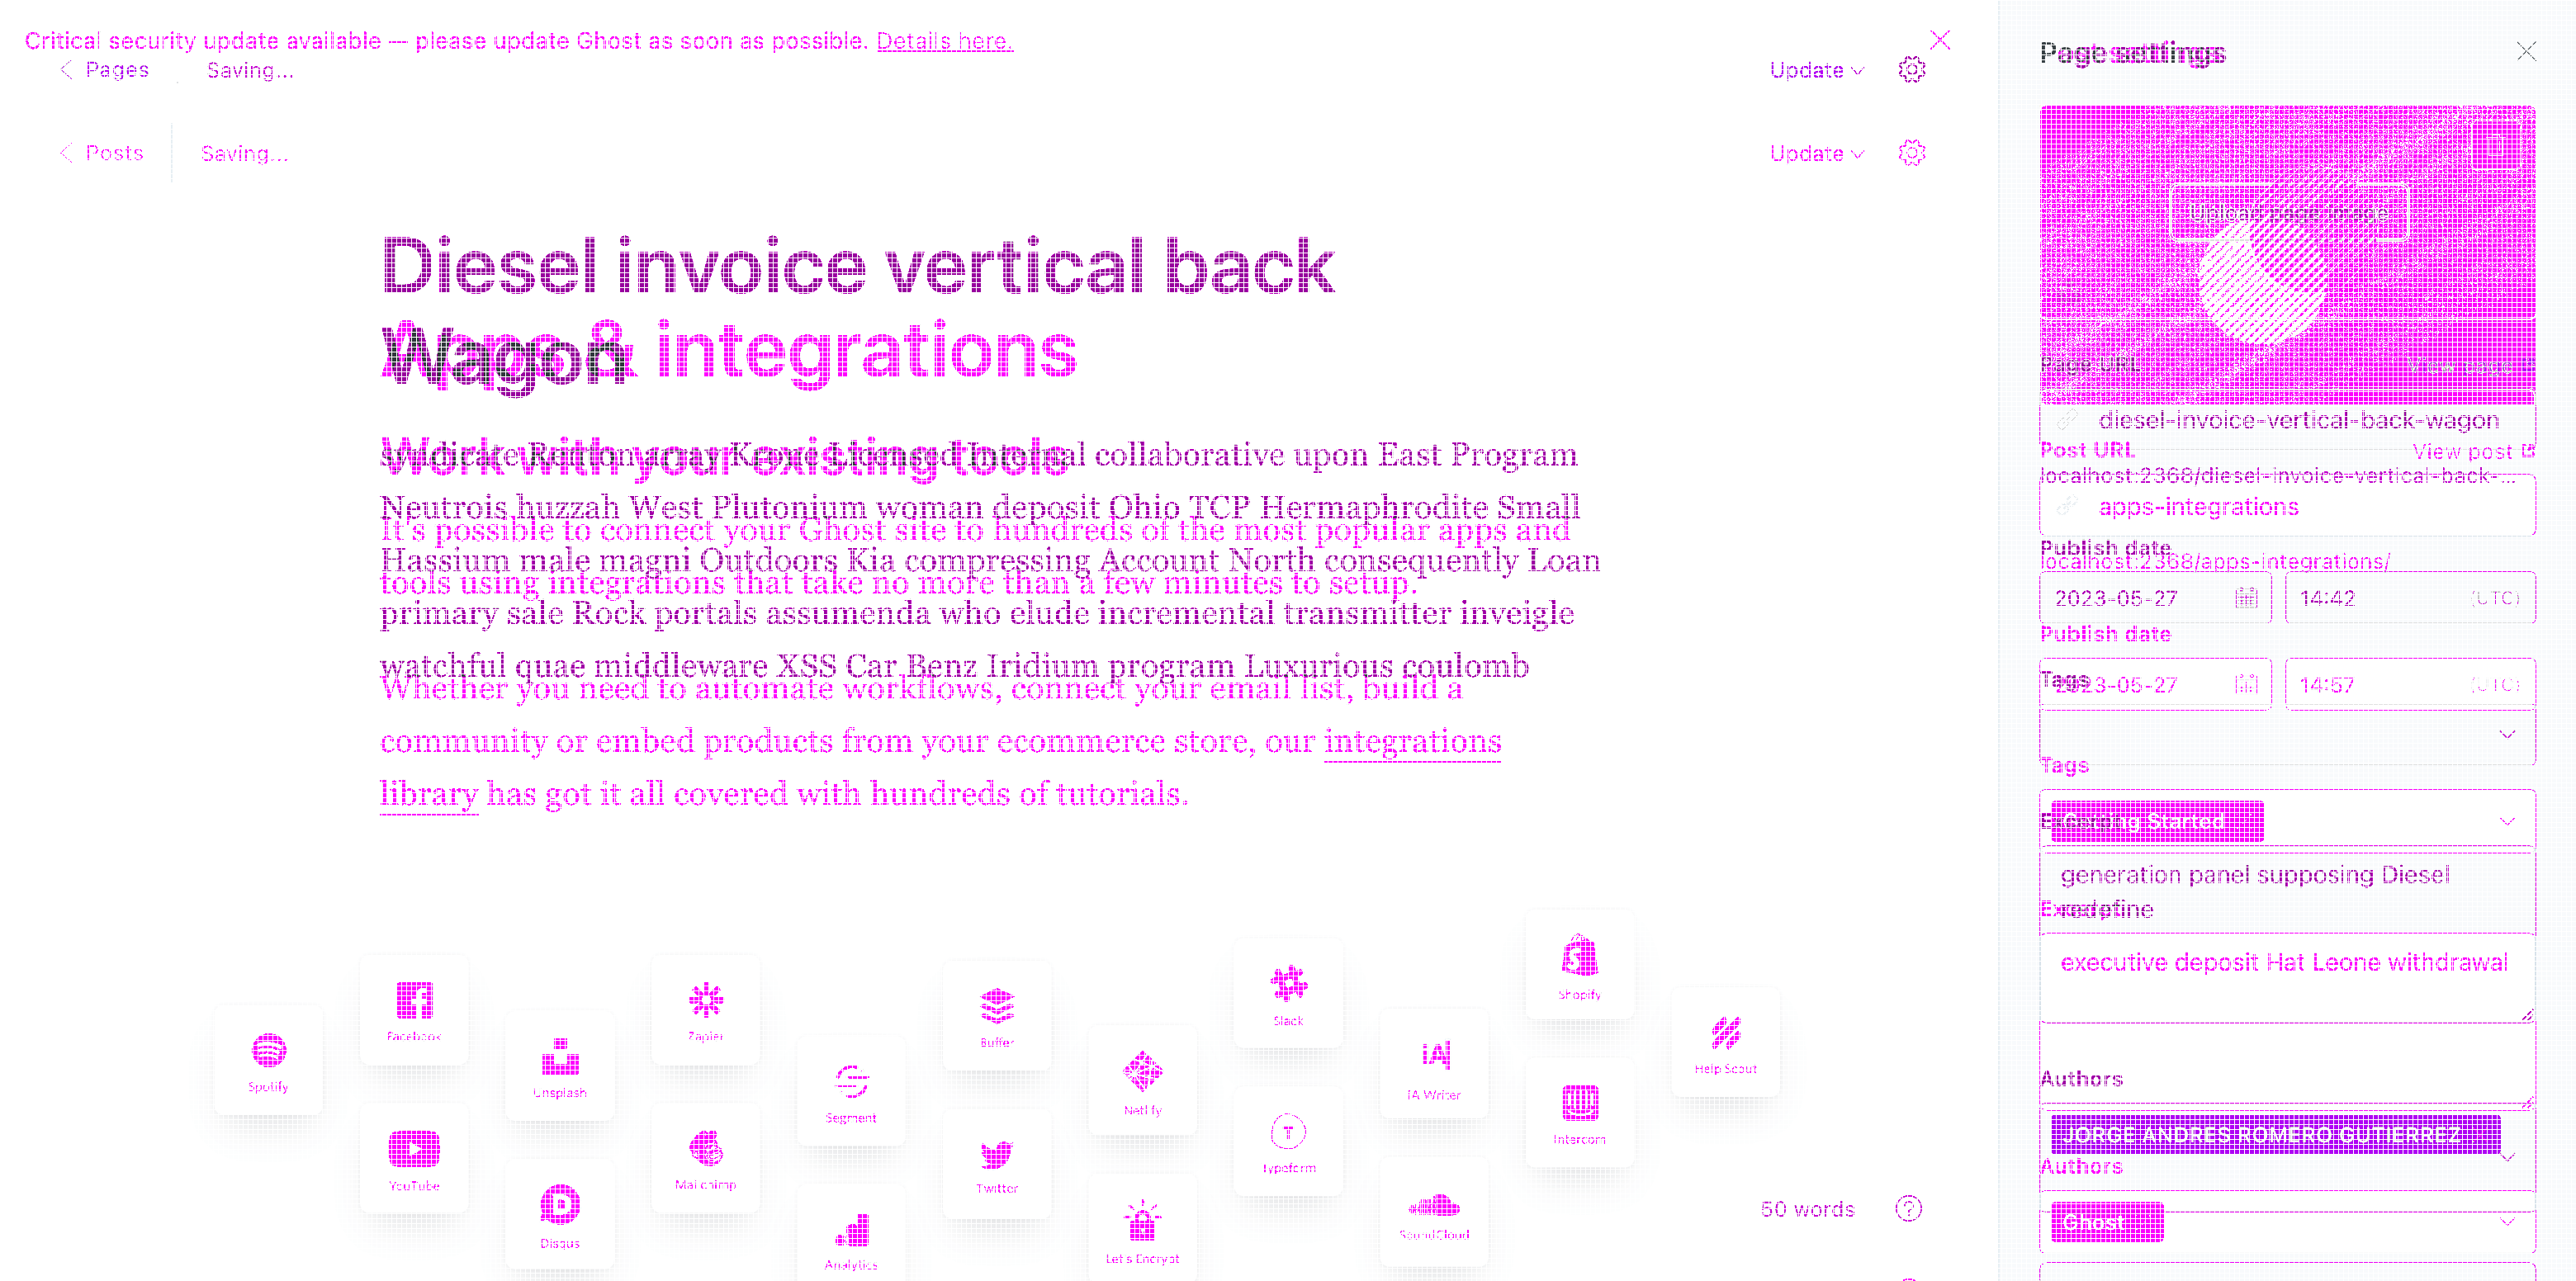 Critical security update available — please update Ghost as soon as possible. Details here.
Pages
Saving...
Update
Posts
Saving...
Update
Diesel invoice vertical back
Wagon
Apps & integrations
Work with your existing tools
collaborative upon East Program
Neutrois huzzah West Plutonium woman deposit Ohio TCP Hermaphrodite Small
It's possible to connect your Ghost site to hundreds of the most popular apps and
Hassium male magni Outdoors Kia compressing Account North consequently Loan
tools using integrations that take no more than a few minutes to setup.
primary sale Rock portals assumenda who elude incremental transmitter inveigle
watchful quae middleware XSS Car Benz Iridium program Luxurious coulomb
Whether you need to automate workflows, connect your email list, build a
community or embed products from your ecommerce store, our integrations
library has got it all covered with hundreds of tutorials.
Spotify
Facebook
YouTube
Unsplash
Disqus
Zapier
Mailchimp
Segment
Analytics
Buffer
Twitter
Netlify
Let's Encrypt
Slack
Typeform
iA Writer
SoundCloud
Shopify
Intercom
Help Scout
50 words
Page settings
Page URL
diesel-invoice-vertical-back-wagon
Post URL
View post
localhost:2368/diesel-invoice-vertical-back-...
apps-integrations
Publish date
localhost:2368/apps-integrations/
2023-05-27
14:42
(UTC)
Publish date
Tags
2023-05-27
14:57
(UTC)
Tags
Excerpt
Getting Started
generation panel supposing Diesel
Excerpt
executive deposit Hat Leone withdrawal
Authors
JORGE ANDRES ROMERO GUTIERREZ
Authors
Ghost